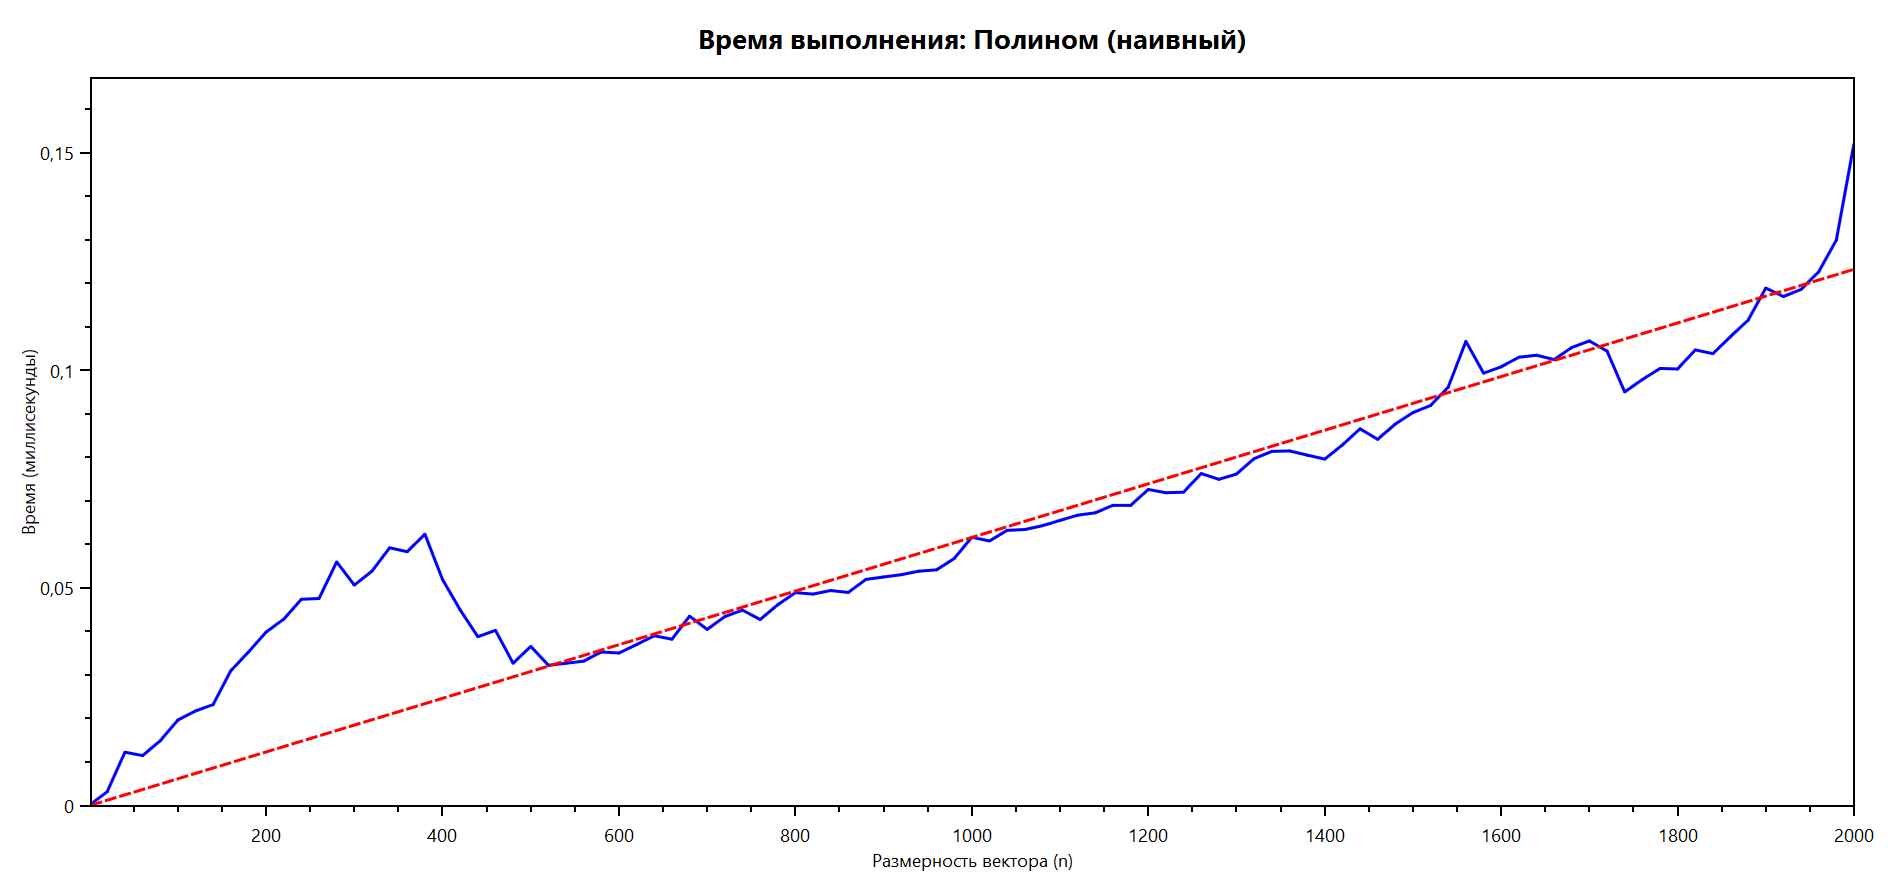 Время выполнения: Полином (наивный)
0,15
0,1
0,05
0
Время (миллисекунды)
200 400 600 800 1000 1200 1400 1600 1800 2000
Размерность вектора (n)